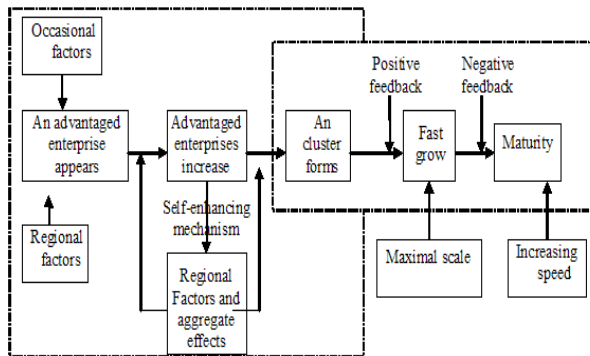 Occasional
factors
An advantaged
enterprise
appears
Regional
factors
Advantaged
enterprises
increase
Self-enhancing
mechanism
Regional
Factors and
aggregate
effects
An
cluster
forms
Positive
feedback
Fast
grow
Negative
feedback
Maturity
Maximal scale
Increasing
speed